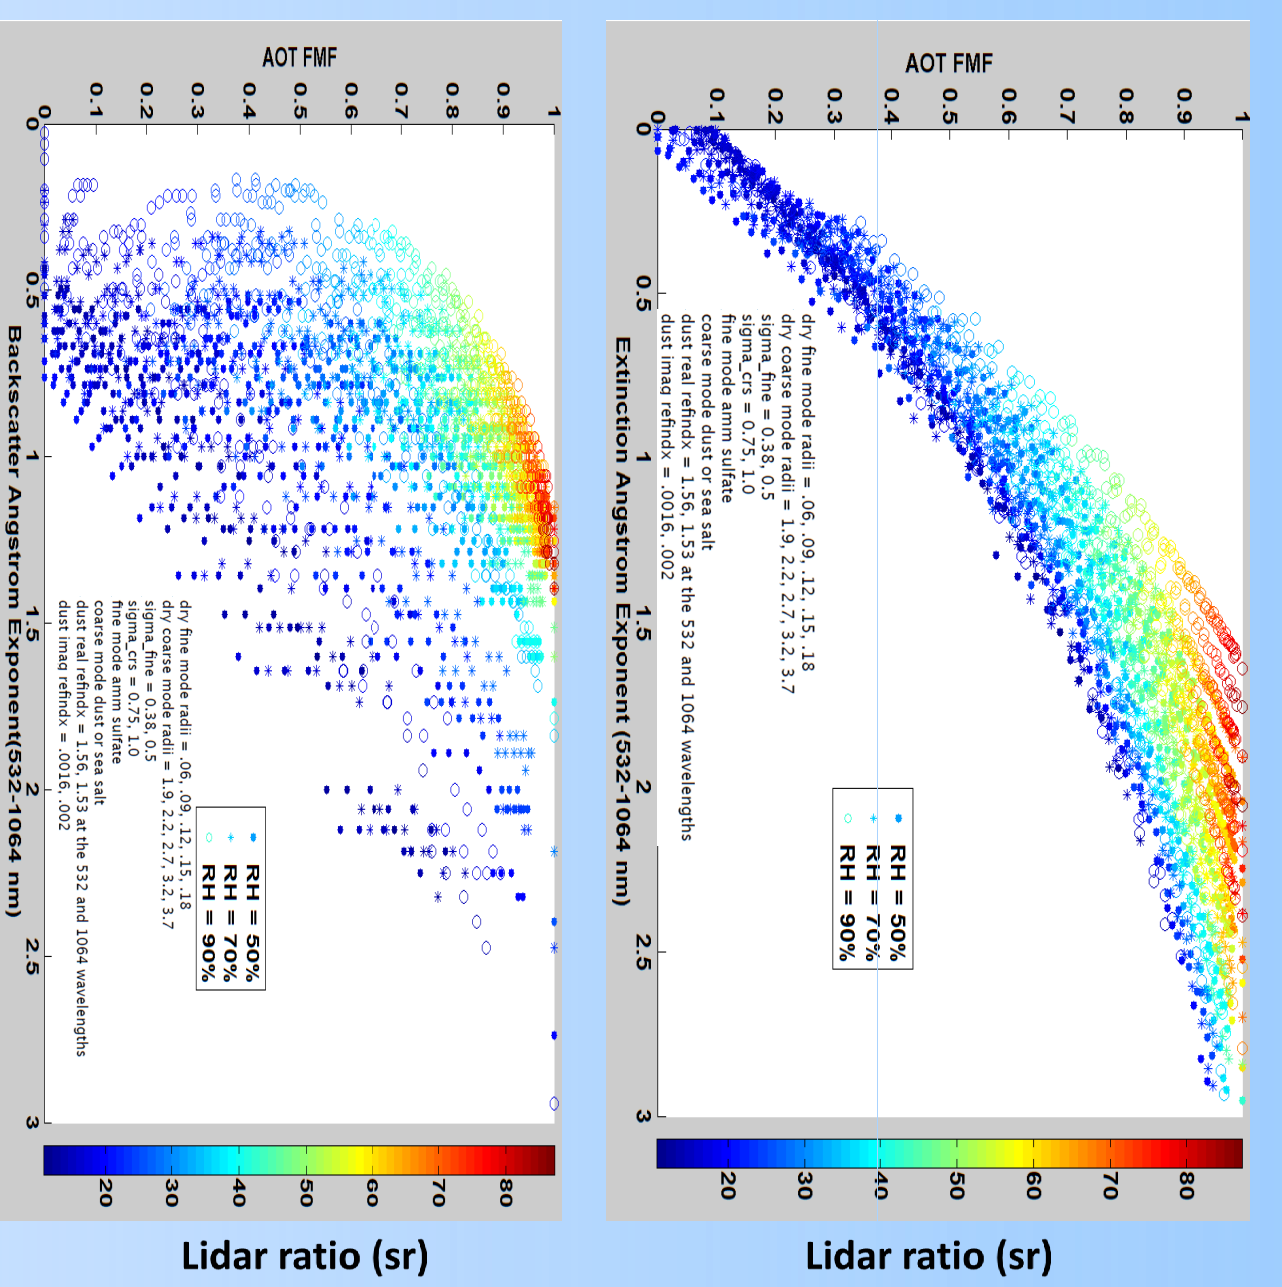 AOT FMF
0 0.1 0.2 0.3 0.4 0.5 0.6 0.7 0.8 0.9 1
0 0.5 1 1.5 2 2.5 3
Backscatter Angstrom Exponent(532-1064 nm)
dry fine mode radii = .06, .09, .12, .15, .18
dry coarse mode radii = 1.9, 2.2, 2.7, 3.2, 3.7
sigma_fine = 0.38, 0.5
sigma_crs = 0.75, 1.0
fine mode amm sulfate
coarse mode dust or sea salt
dust real refindx = 1.56, 1.53 at the 532 and 1064 wavelengths
dust imag refindx = .0016, .002
RH = 50%
RH = 70%
RH = 90%
20 30 40 50 60 70 80
Lidar ratio (sr)
AOT FMF
0 0.1 0.2 0.3 0.4 0.5 0.6 0.7 0.8 0.9 1
0 0.5 1 1.5 2 2.5 3
Extinction Angstrom Exponent (532-1064 nm)
dry fine mode radii = .06, .09, .12, .15, .18
dry coarse mode radii = 1.9, 2.2, 2.7, 3.2, 3.7
sigma_fine = 0.38, 0.5
sigma_crs = 0.75, 1.0
fine mode amm sulfate
coarse mode dust or sea salt
dust real refindx = 1.56, 1.53 at the 532 and 1064 wavelengths
dust imag refindx = .0016, .002
RH = 50%
RH = 70%
RH = 90%
20 30 40 50 60 70 80
Lidar ratio (sr)